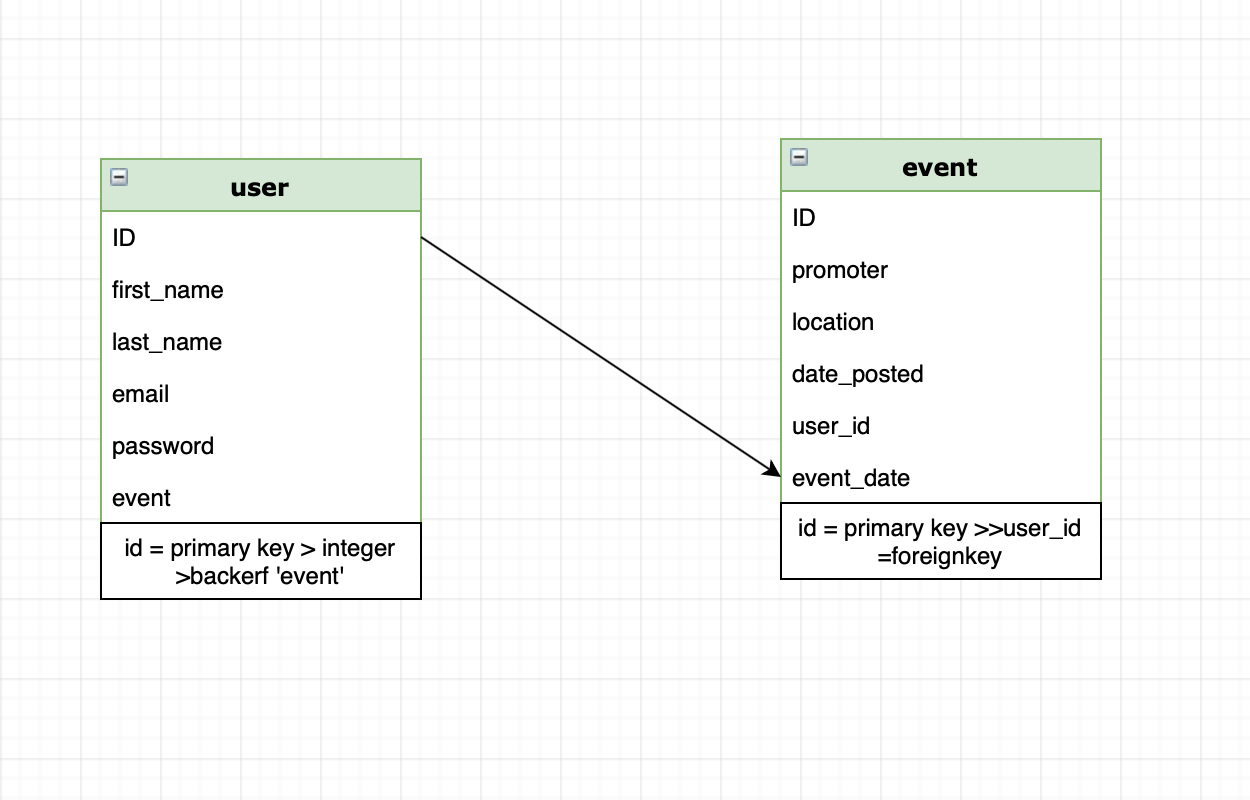 user
ID
first_name
last_name
email
password
event
id = primary key > integer
>backerf 'event'
event
ID
promoter
location
date_posted
user_id
event_date
id = primary key >>user_id
=foreignkey